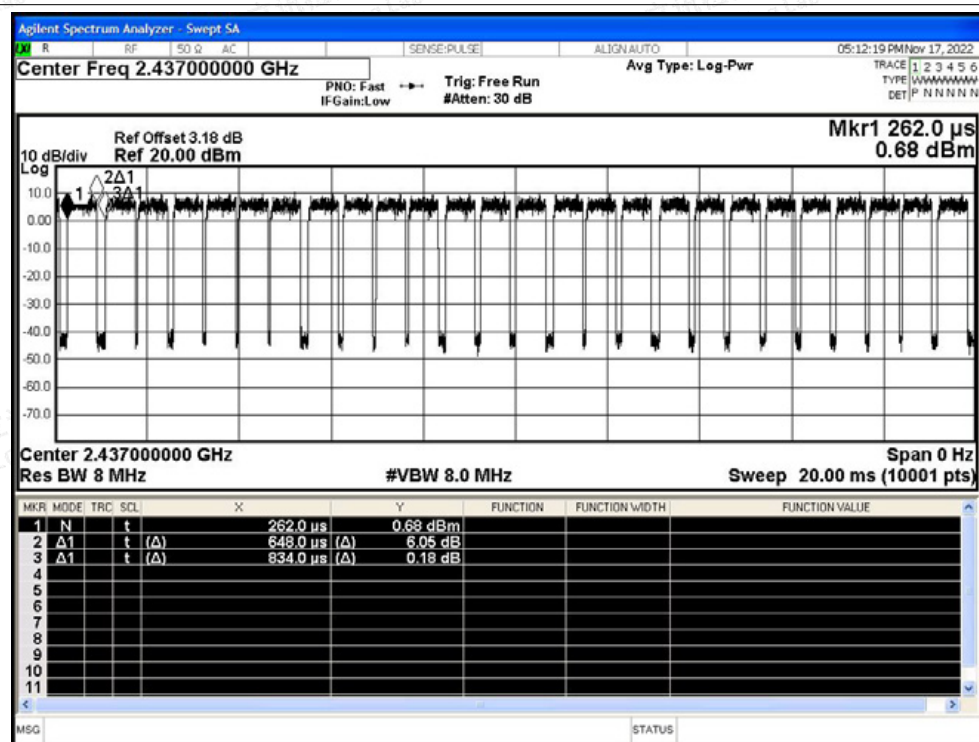 Agilent Spectrum Analyzer - Swept SA
R RF 50 Ω AC SENSE:PULSE ALIGN AUTO 05:12:19 PM Nov 17, 2022
Center Freq 2.437000000 GHz
PNO: Fast
IFGain:Low
Trig: Free Run
#Atten: 30 dB
Avg Type: Log-Pwr
TRACE 1 2 3 4 5 6
TYPE WWWWWW
DET P N N N N N
Mkr1 262.0 µs
0.68 dBm
Ref Offset 3.18 dB
10 dB/div Ref 20.00 dBm
Log
2Δ1
1 3Δ1
10.0
0.00
-10.0
-20.0
-30.0
-40.0
-50.0
-60.0
-70.0
Center 2.437000000 GHz Span 0 Hz
Res BW 8 MHz #VBW 8.0 MHz Sweep 20.00 ms (10001 pts)
MKR MODE TRC SCL X Y FUNCTION FUNCTION WIDTH FUNCTION VALUE
1 N t 262.0 µs 0.68 dBm
2 Δ1 t (Δ) 648.0 µs (Δ) 6.05 dB
3 Δ1 t (Δ) 834.0 µs (Δ) 0.18 dB
4
5
6
7
8
9
10
11
MSG STATUS